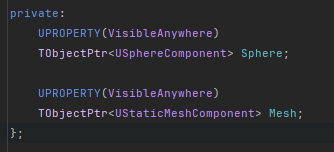 private:
    UPROPERTY(VisibleAnywhere)
    TObjectPtr<USphereComponent> Sphere;

    UPROPERTY(VisibleAnywhere)
    TObjectPtr<UStaticMeshComponent> Mesh;
};